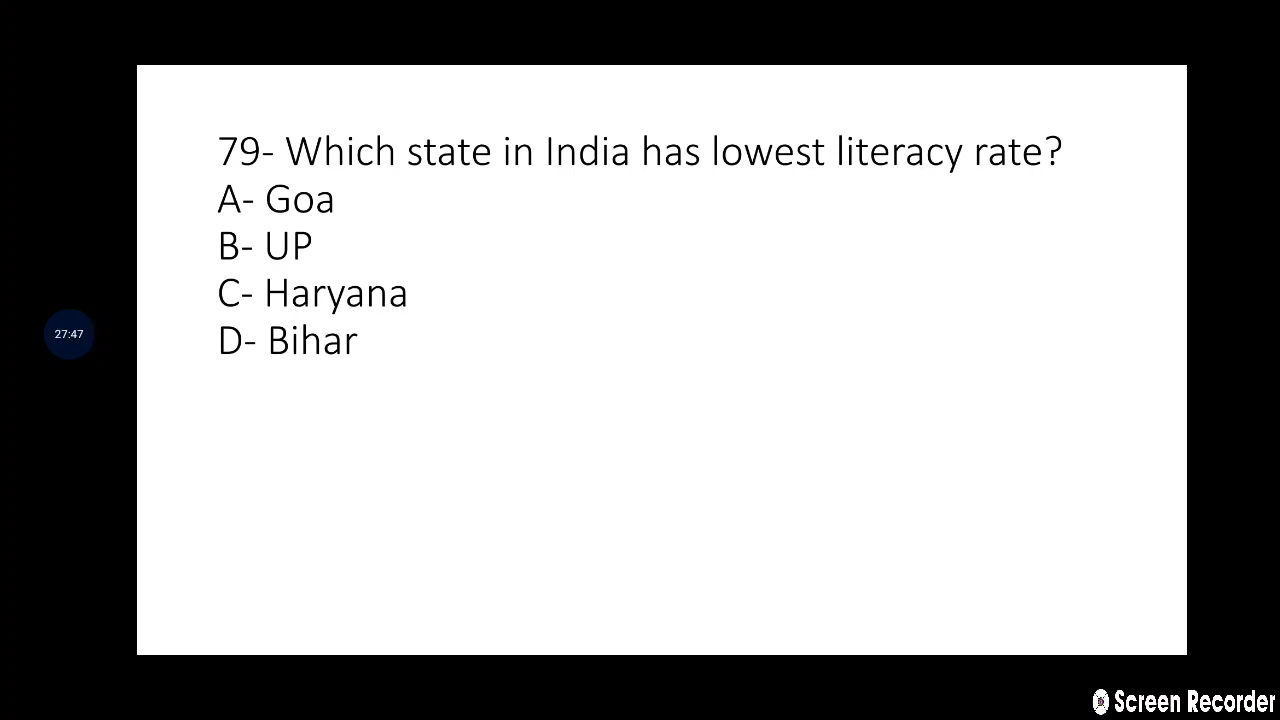 79- Which state in India has lowest literacy rate?
A- Goa
B- UP
C- Haryana
D- Bihar
27:47
Screen Recorder